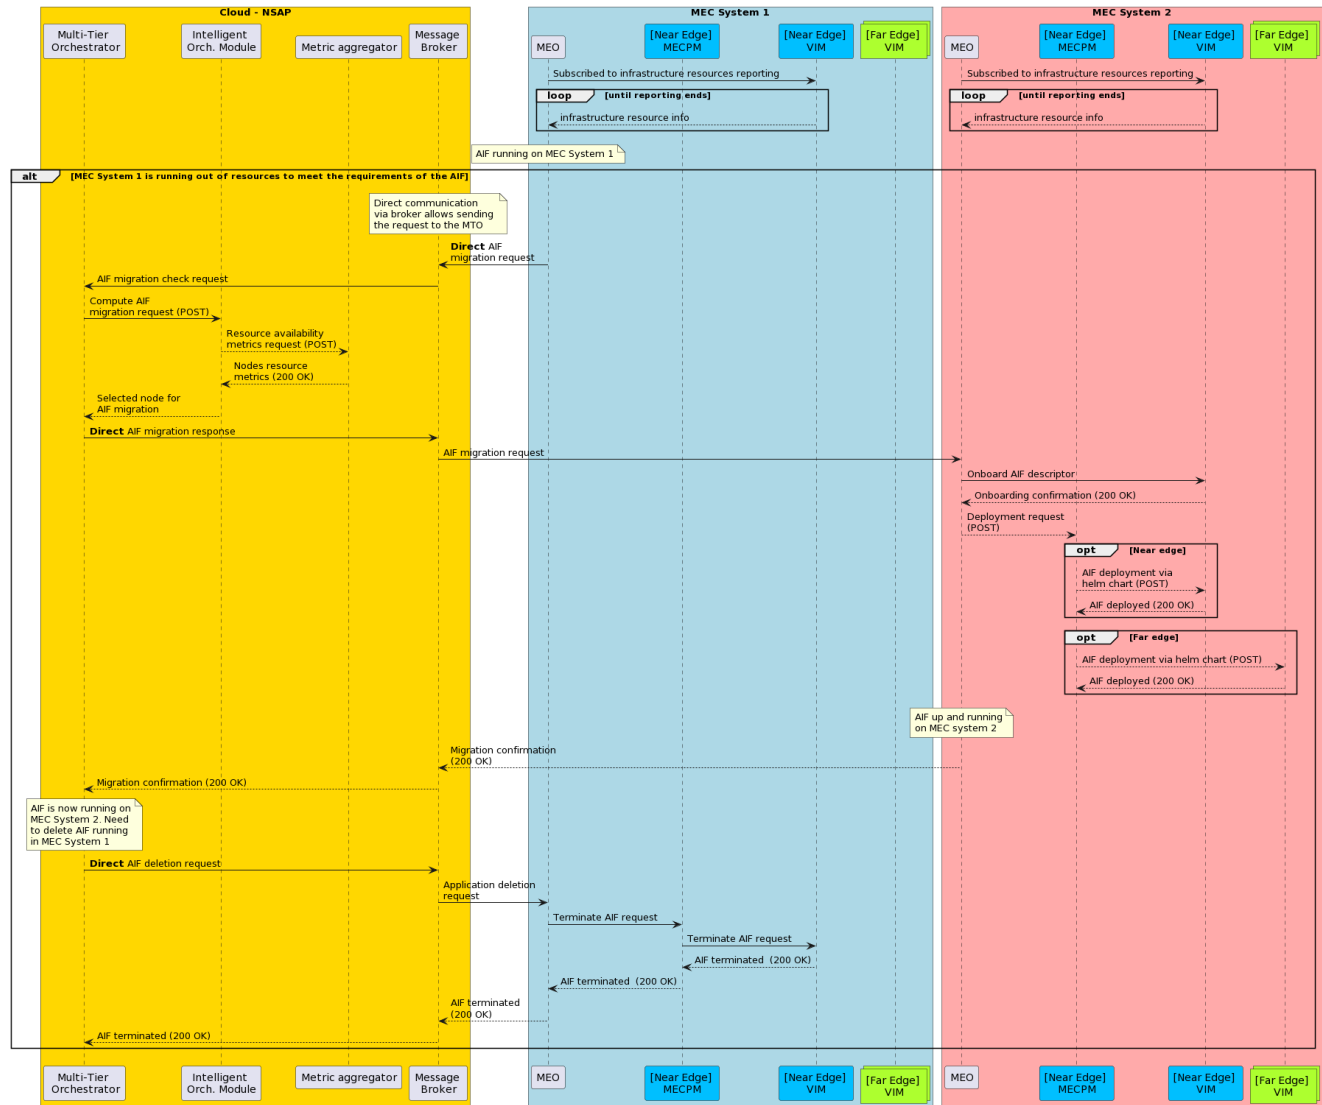 Cloud - NSAP
MEC System 1
MEC System 2
Multi-Tier
Orchestrator
Intelligent
Orch. Module
Metric aggregator
Message
Broker
MEO
[Near Edge]
MECPM
[Near Edge]
VIM
[Far Edge]
VIM
MEO
[Near Edge]
MECPM
[Near Edge]
VIM
[Far Edge]
VIM
Subscribed to infrastructure resources reporting
Subscribed to infrastructure resources reporting
loop [until reporting ends]
loop [until reporting ends]
infrastructure resource info
infrastructure resource info
AIF running on MEC System 1
alt [MEC System 1 is running out of resources to meet the requirements of the AIF]
Direct communication
via broker allows sending
the request to the MTO
Direct AIF
migration request
AIF migration check request
Compute AIF
migration request (POST)
Resource availability
metrics request (POST)
Nodes resource
metrics (200 OK)
Selected node for
AIF migration
Direct AIF migration response
AIF migration request
Onboard AIF descriptor
Onboarding confirmation (200 OK)
Deployment request
(POST)
opt [Near edge]
AIF deployment via
helm chart (POST)
AIF deployed (200 OK)
opt [Far edge]
AIF deployment via helm chart (POST)
AIF deployed (200 OK)
AIF up and running
on MEC system 2
Migration confirmation
(200 OK)
Migration confirmation (200 OK)
AIF is now running on
MEC System 2. Need
to delete AIF running
in MEC System 1
Direct AIF deletion request
Application deletion
request
Terminate AIF request
Terminate AIF request
AIF terminated  (200 OK)
AIF terminated  (200 OK)
AIF terminated
(200 OK)
AIF terminated (200 OK)
Multi-Tier
Orchestrator
Intelligent
Orch. Module
Metric aggregator
Message
Broker
MEO
[Near Edge]
MECPM
[Near Edge]
VIM
[Far Edge]
VIM
MEO
[Near Edge]
MECPM
[Near Edge]
VIM
[Far Edge]
VIM